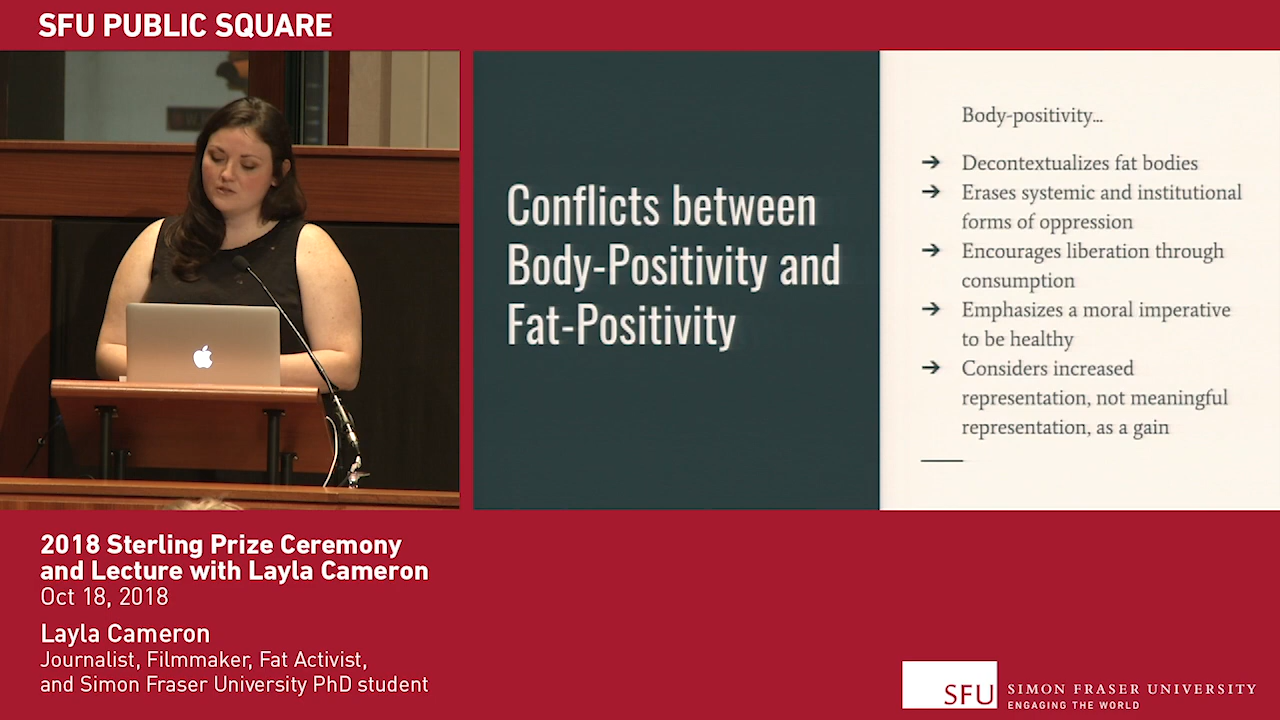 SFU PUBLIC SQUARE
Conflicts between
Body-Positivity and
Fat-Positivity
Body-positivity...
➔ Decontextualizes fat bodies
➔ Erases systemic and institutional
forms of oppression
➔ Encourages liberation through
consumption
➔ Emphasizes a moral imperative
to be healthy
➔ Considers increased
representation, not meaningful
representation, as a gain
2018 Sterling Prize Ceremony
and Lecture with Layla Cameron
Oct 18, 2018
Layla Cameron
Journalist, Filmmaker, Fat Activist,
and Simon Fraser University PhD student
SFU
SIMON FRASER UNIVERSITY
ENGAGING THE WORLD